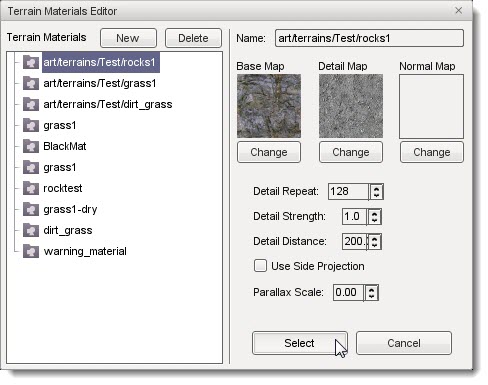 Terrain Materials Editor
Terrain Materials
New
Delete
art/terrains/Test/rocks1
art/terrains/Test/grass1
art/terrains/Test/dirt_grass
grass1
BlackMat
grass1
rocktest
grass1-dry
dirt_grass
warning_material
Name: art/terrains/Test/rocks1
Base Map Detail Map Normal Map
Change Change Change
Detail Repeat: 128
Detail Strength: 1.0
Detail Distance: 200.
Use Side Projection
Parallax Scale: 0.00
Select Cancel